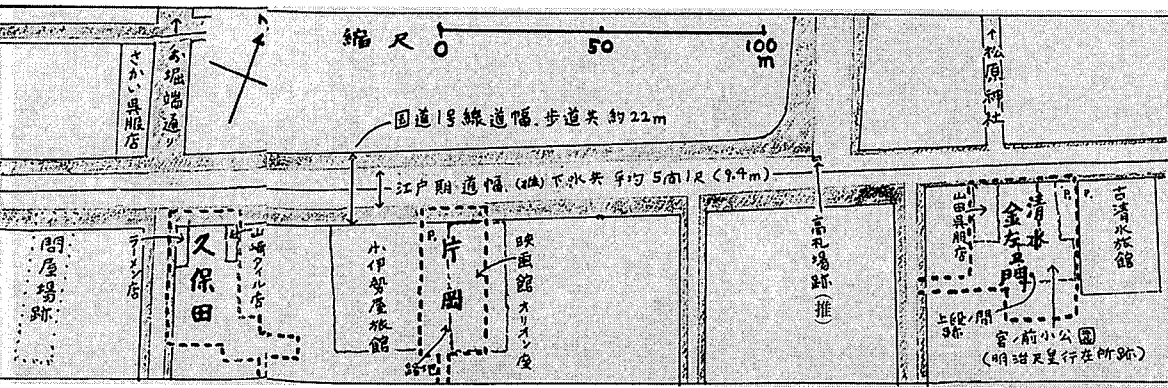 縮尺
0 50 100
m
↑お堀端通り
さかい呉服店
↑松原神社
国道1号線道幅、歩道共 約22m
江戸期道幅、(推)下水共 平均5間1尺(9.4m)
高札場跡(推)
問屋場跡
ラーメン店
久保田
山崎タイル店
小伊勢屋旅館
P.
片岡
路地
映画館 オリオン座
山田呉服店
清水金左エ門
P. P.
古清水旅館
上段ノ間跡
宮ノ前小公園
(明治天皇行在所跡)